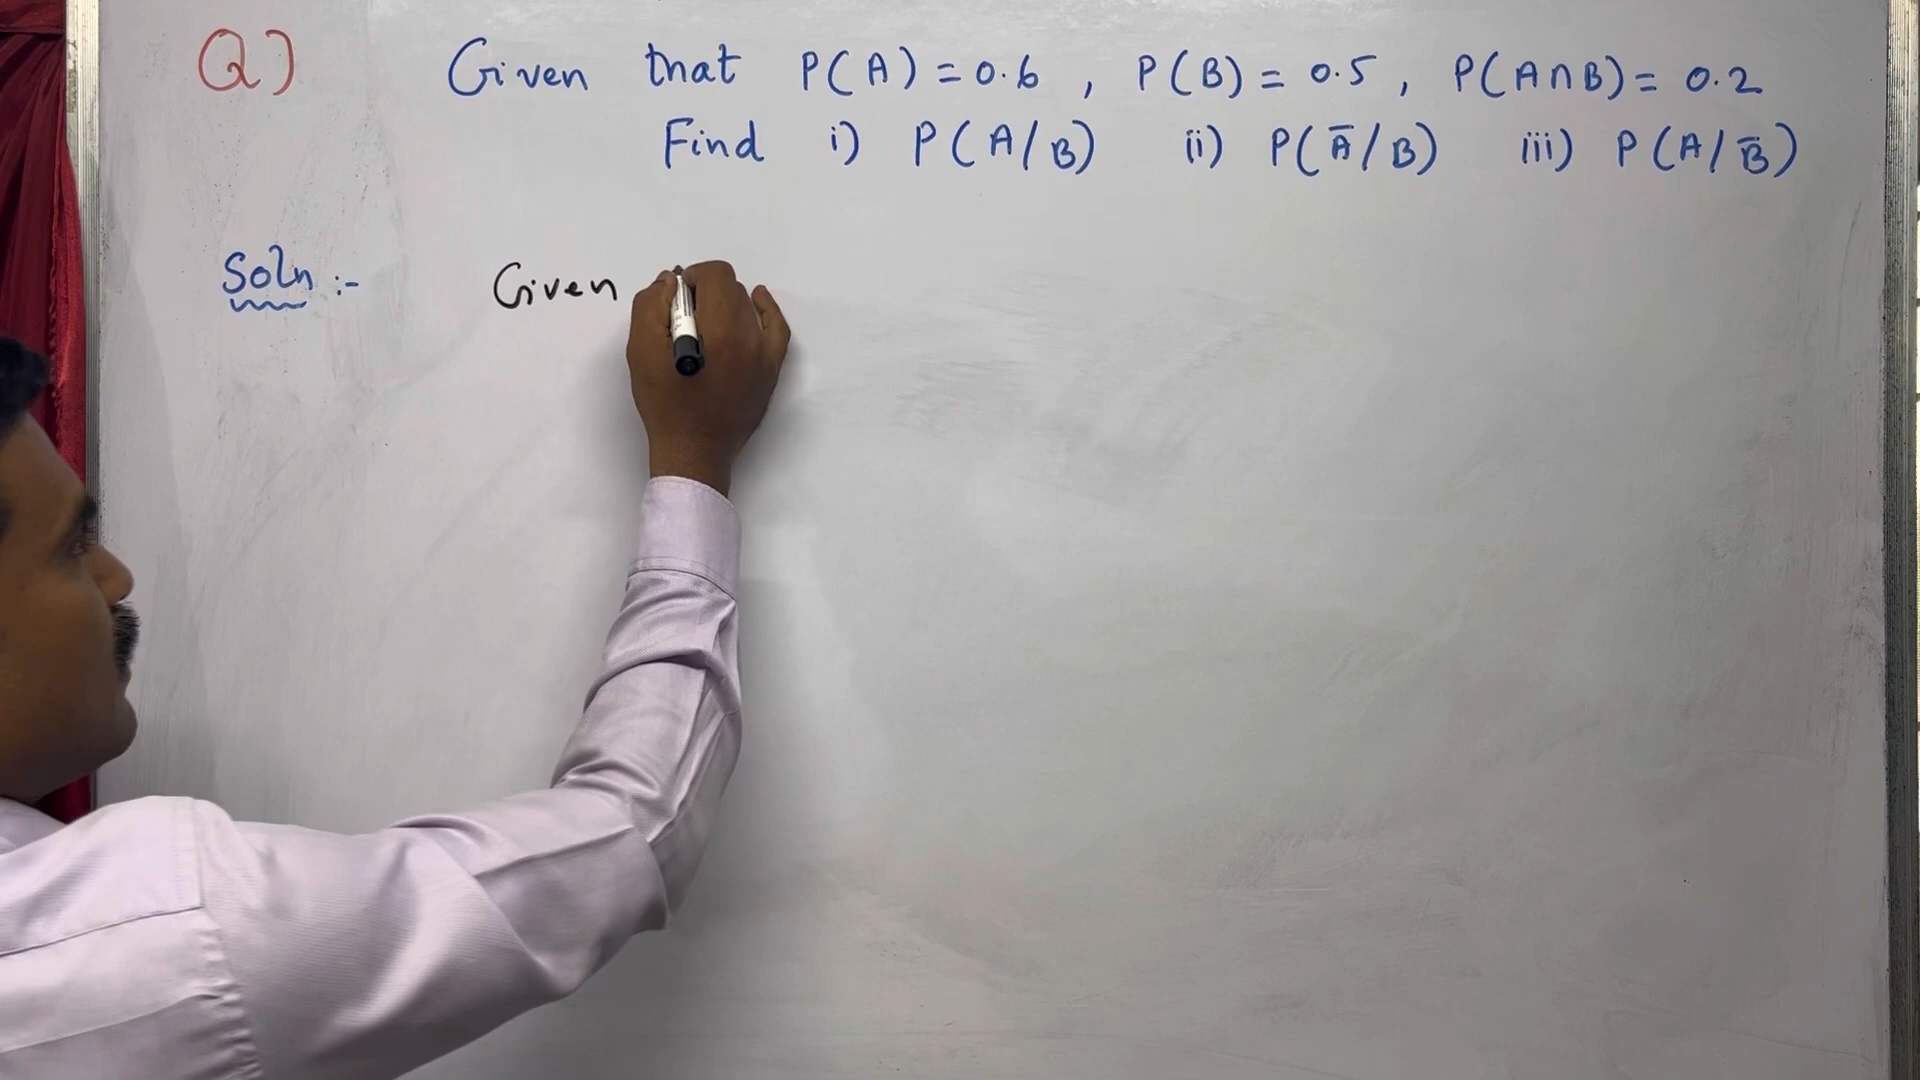 Q) Given that P(A) = 0.6 , P(B) = 0.5 , P(A∩B) = 0.2
Find i) P(A/B) ii) P(A̅/B) iii) P(A/B̅)
Soln :- Given